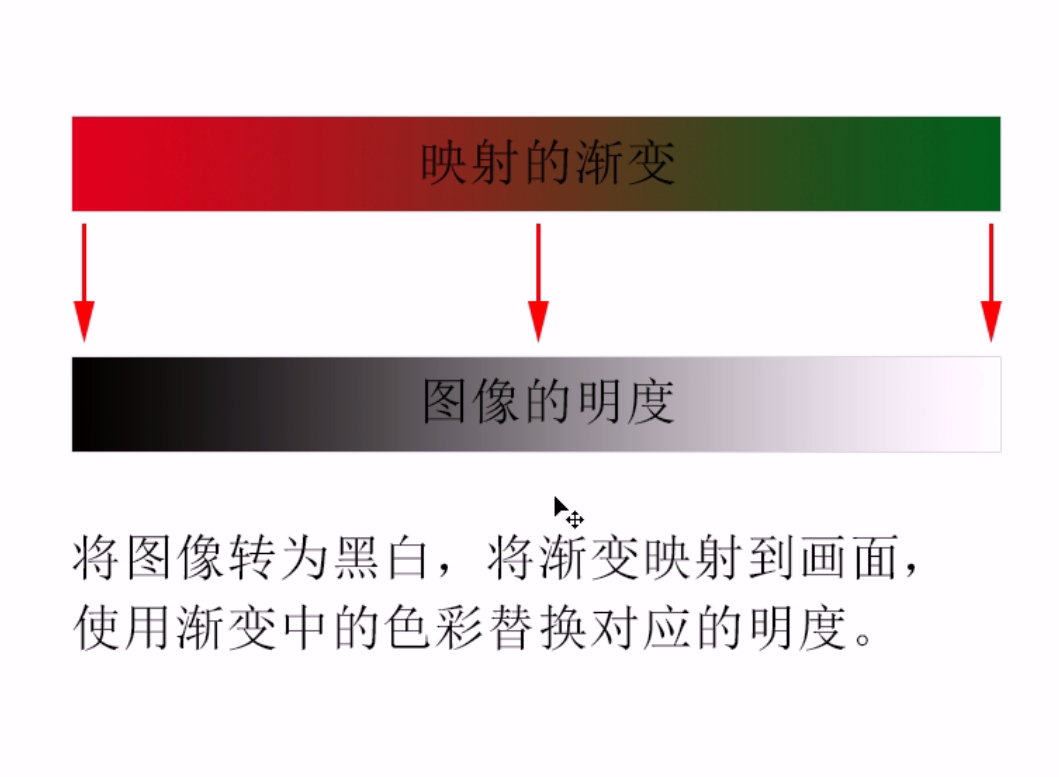 映射的渐变
图像的明度
将图像转为黑白，将渐变映射到画面，
使用渐变中的色彩替换对应的明度。